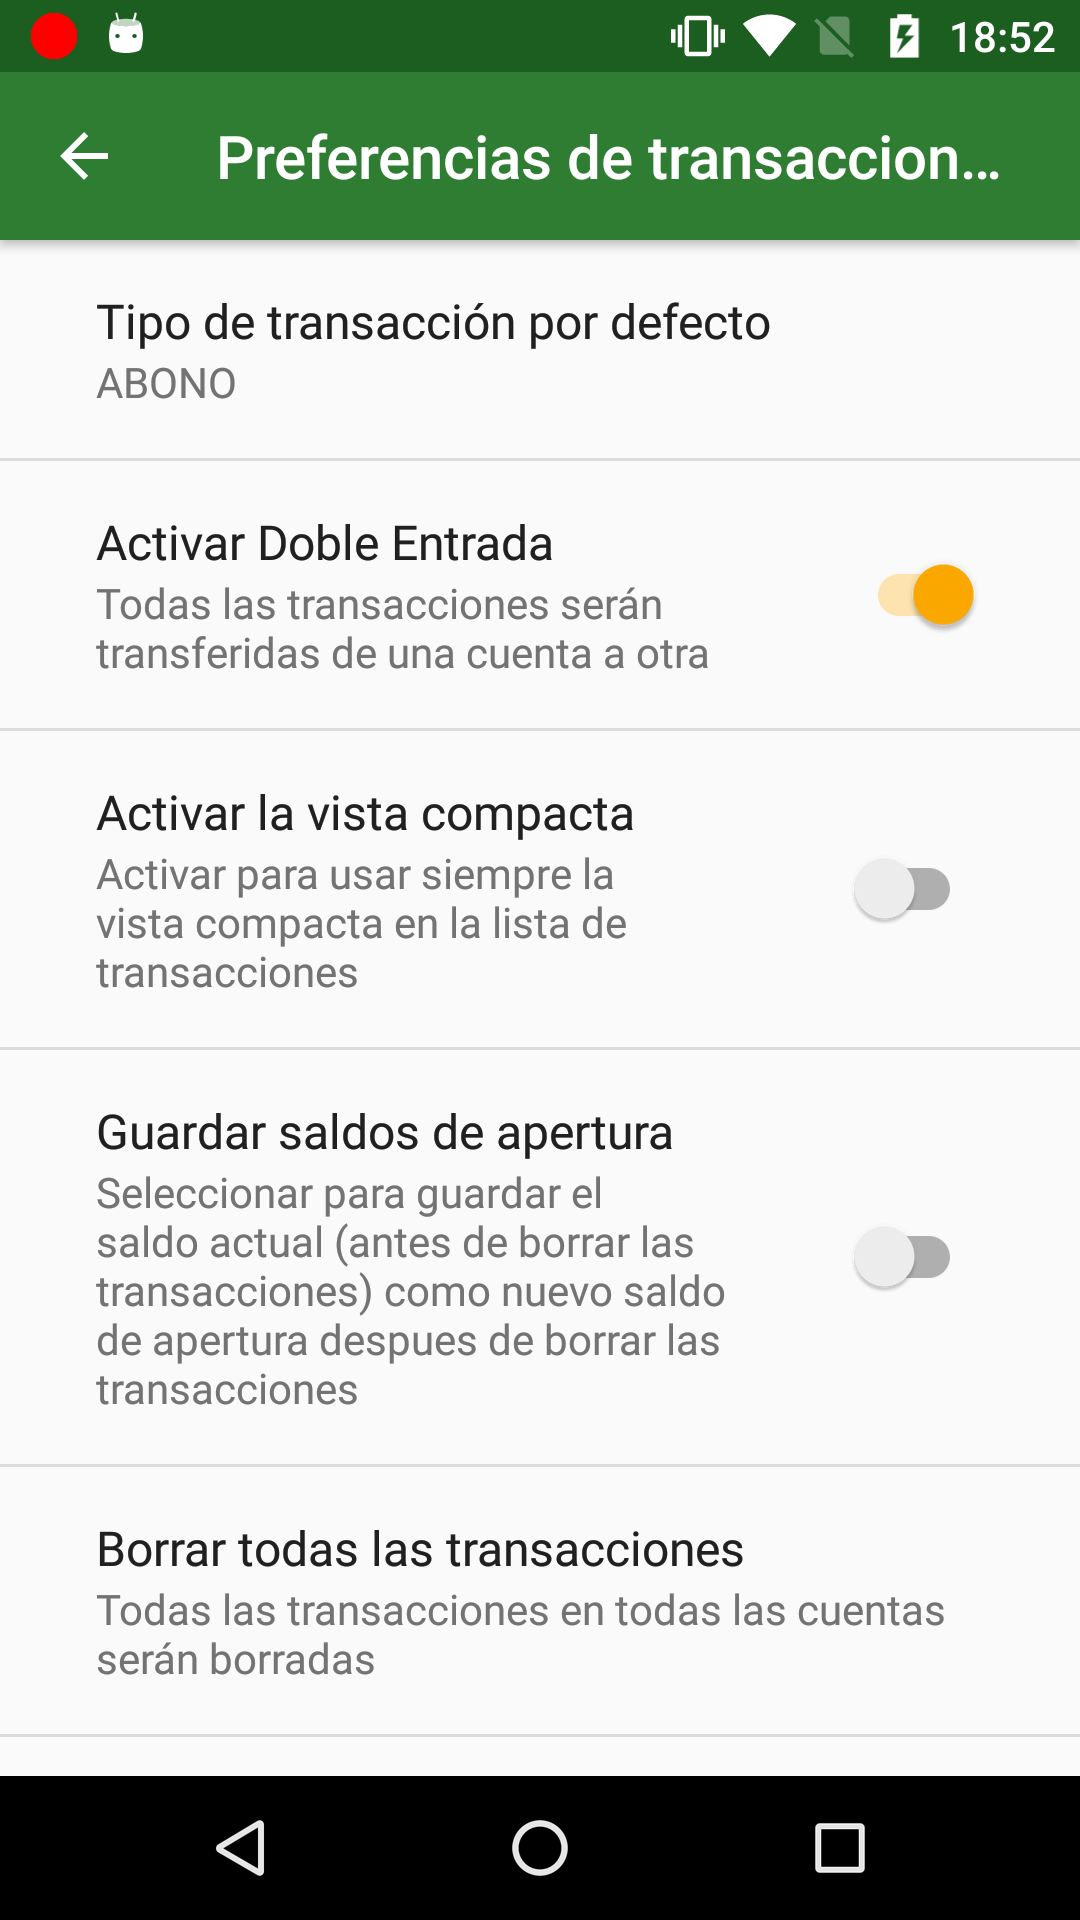 18:52
Preferencias de transaccion...
Tipo de transacción por defecto
ABONO
Activar Doble Entrada
Todas las transacciones serán
transferidas de una cuenta a otra
Activar la vista compacta
Activar para usar siempre la
vista compacta en la lista de
transacciones
Guardar saldos de apertura
Seleccionar para guardar el
saldo actual (antes de borrar las
transacciones) como nuevo saldo
de apertura despues de borrar las
transacciones
Borrar todas las transacciones
Todas las transacciones en todas las cuentas
serán borradas